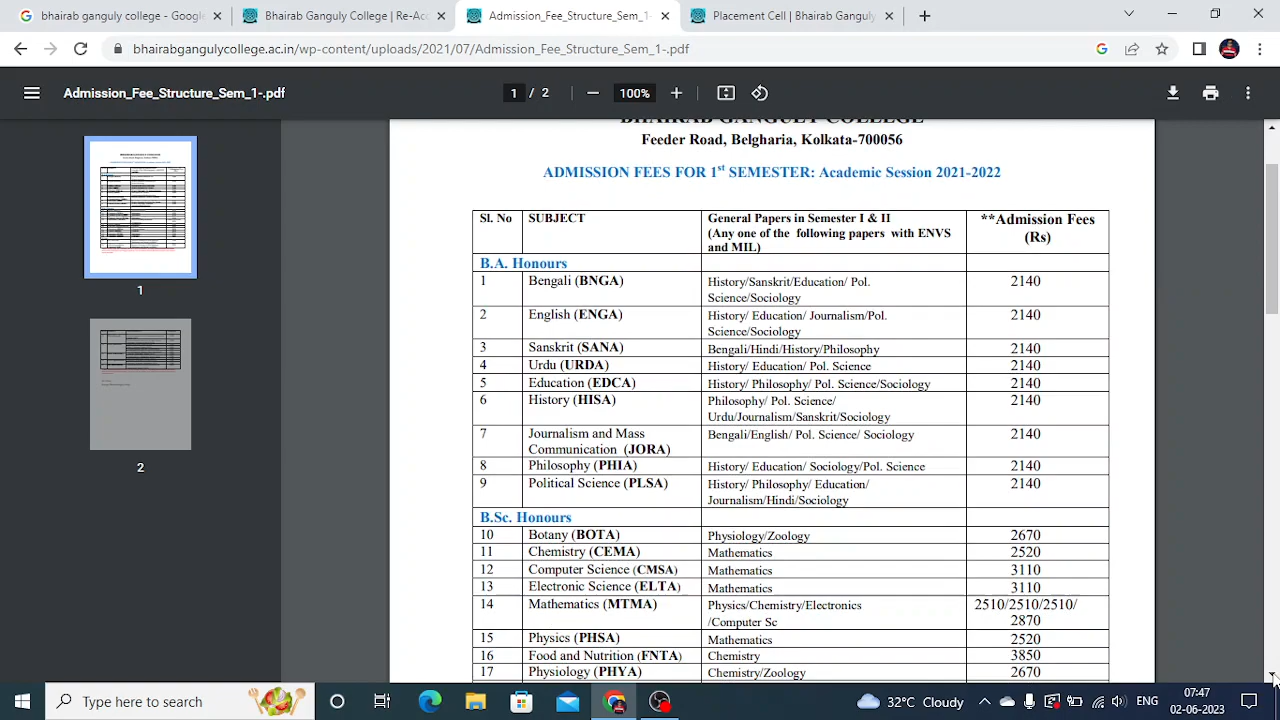 bhairab ganguly college - Google
Bhairab Ganguly College | Re-Acc
Admission_Fee_Structure_Sem_1-
Placement Cell | Bhairab Ganguly
bhairabgangulycollege.ac.in/wp-content/uploads/2021/07/Admission_Fee_Structure_Sem_1-.pdf
Admission_Fee_Structure_Sem_1-.pdf
1 / 2
100%
1
2
BHAIRAB GANGULY COLLEGE
Feeder Road, Belgharia, Kolkata-700056
ADMISSION FEES FOR 1st SEMESTER: Academic Session 2021-2022
Sl. No SUBJECT General Papers in Semester I & II **Admission Fees
(Any one of the following papers with ENVS (Rs)
and MIL)
B.A. Honours
1 Bengali (BNGA) History/Sanskrit/Education/ Pol. 2140
Science/Sociology
2 English (ENGA) History/ Education/ Journalism/Pol. 2140
Science/Sociology
3 Sanskrit (SANA) Bengali/Hindi/History/Philosophy 2140
4 Urdu (URDA) History/ Education/ Pol. Science 2140
5 Education (EDCA) History/ Philosophy/ Pol. Science/Sociology 2140
6 History (HISA) Philosophy/ Pol. Science/ 2140
Urdu/Journalism/Sanskrit/Sociology
7 Journalism and Mass Bengali/English/ Pol. Science/ Sociology 2140
Communication (JORA)
8 Philosophy (PHIA) History/ Education/ Sociology/Pol. Science 2140
9 Political Science (PLSA) History/ Philosophy/ Education/ 2140
Journalism/Hindi/Sociology
B.Sc. Honours
10 Botany (BOTA) Physiology/Zoology 2670
11 Chemistry (CEMA) Mathematics 2520
12 Computer Science (CMSA) Mathematics 3110
13 Electronic Science (ELTA) Mathematics 3110
14 Mathematics (MTMA) Physics/Chemistry/Electronics 2510/2510/2510/
/Computer Sc 2870
15 Physics (PHSA) Mathematics 2520
16 Food and Nutrition (FNTA) Chemistry 3850
17 Physiology (PHYA) Chemistry/Zoology 2670
Type here to search
32°C Cloudy
ENG
07:47
02-06-2023